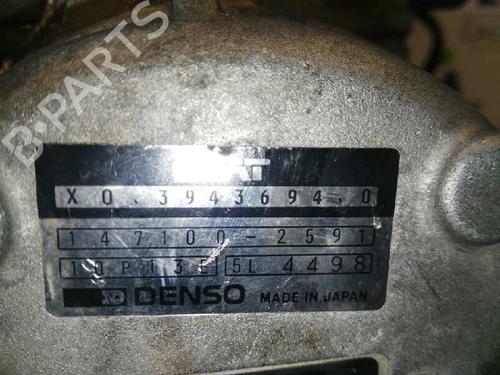 B-PARTS
X0.3943694.0
147100-2591
10P13E 5L 4498
DENSO MADE IN JAPAN